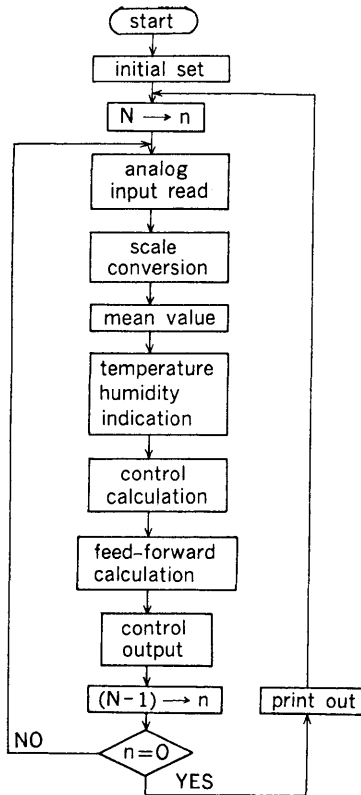 start
initial set
N → n
analog
input read
scale
conversion
mean value
temperature
humidity
indication
control
calculation
feed-forward
calculation
control
output
(N-1) → n
print out
NO
n=0
YES